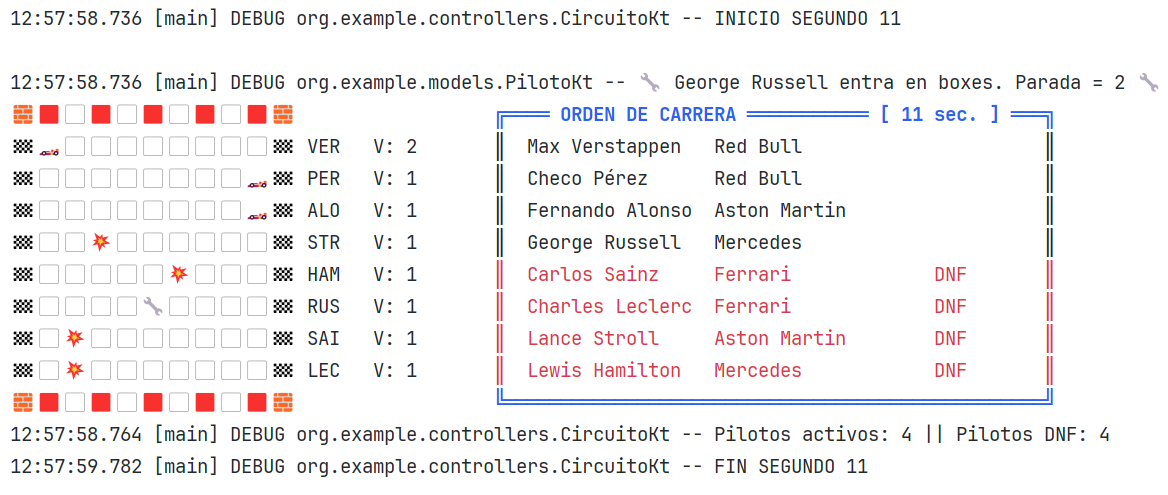 12:57:58.736 [main] DEBUG org.example.controllers.CircuitoKt -- INICIO SEGUNDO 11
12:57:58.736 [main] DEBUG org.example.models.PilotoKt -- 🔧 George Russell entra en boxes. Parada = 2 🔧
ORDEN DE CARRERA [ 11 sec. ]
VER V: 2 Max Verstappen Red Bull
PER V: 1 Checo Pérez Red Bull
ALO V: 1 Fernando Alonso Aston Martin
STR V: 1 George Russell Mercedes
HAM V: 1 Carlos Sainz Ferrari DNF
RUS V: 1 Charles Leclerc Ferrari DNF
SAI V: 1 Lance Stroll Aston Martin DNF
LEC V: 1 Lewis Hamilton Mercedes DNF
12:57:58.764 [main] DEBUG org.example.controllers.CircuitoKt -- Pilotos activos: 4 || Pilotos DNF: 4
12:57:59.782 [main] DEBUG org.example.controllers.CircuitoKt -- FIN SEGUNDO 11